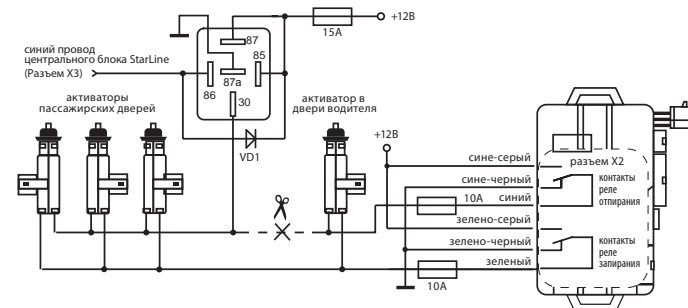 синий провод
центрального блока StarLine
(Разъем Х3)
87
85
15А
+12В
86
87а
30
VD1
активаторы
пассажирских дверей
активатор в
двери водителя
+12В
сине-серый
сине-черный
синий
10А
зелено-серый
зелено-черный
зеленый
10А
разъем Х2
контакты
реле
отпирания
контакты
реле
запирания